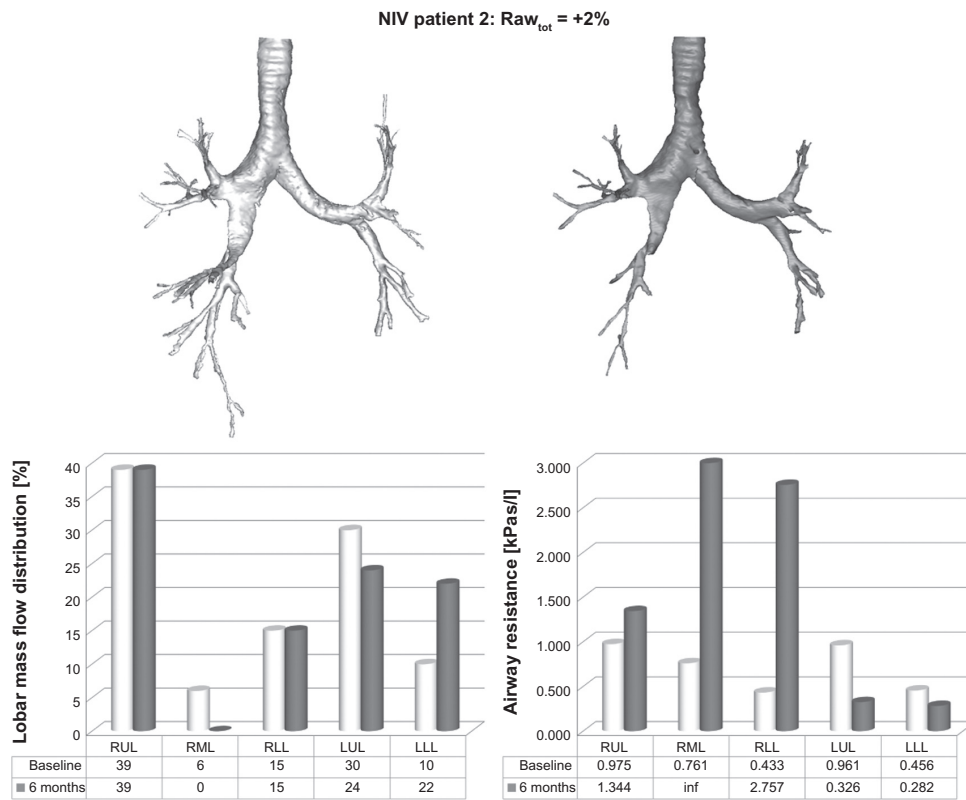 NIV patient 2: Rawtot = +2%
Lobar mass flow distribution [%]
40
35
30
25
20
15
10
5
0
RUL RML RLL LUL LLL
Baseline 39 6 15 30 10
6 months 39 0 15 24 22
Airway resistance [kPas/l]
3.000
2.500
2.000
1.500
1.000
0.500
0.000
RUL RML RLL LUL LLL
Baseline 0.975 0.761 0.433 0.961 0.456
6 months 1.344 inf 2.757 0.326 0.282